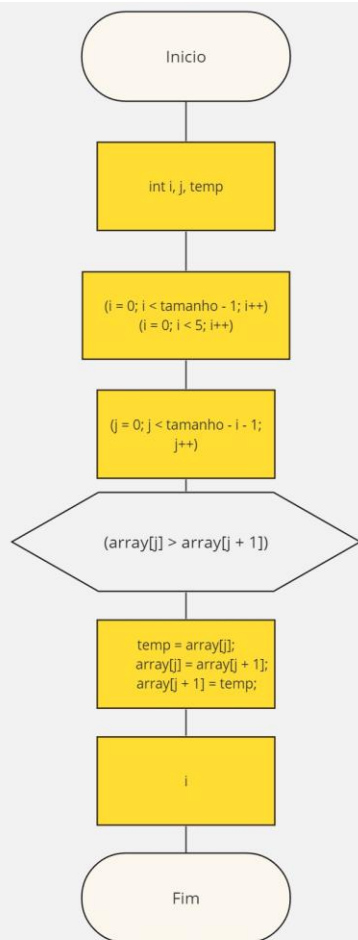 Inicio
int i, j, temp
(i = 0; i < tamanho - 1; i++)
(i = 0; i < 5; i++)
(j = 0; j < tamanho - i - 1;
j++)
(array[j] > array[j + 1])
temp = array[j];
array[j] = array[j + 1];
array[j + 1] = temp;
i
Fim